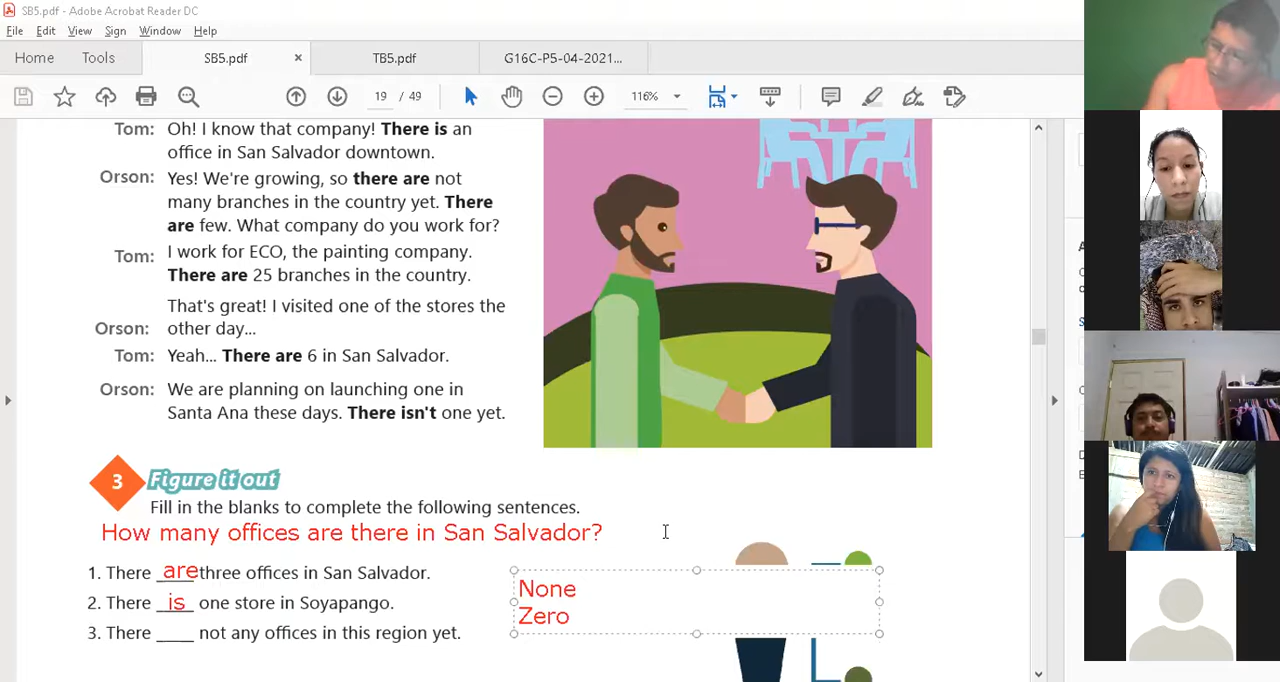 SB5.pdf - Adobe Acrobat Reader DC
File Edit View Sign Window Help
Home Tools SB5.pdf × TB5.pdf G16C-P5-04-2021...
19 / 49 116%
Tom: Oh! I know that company! There is an
office in San Salvador downtown.
Orson: Yes! We're growing, so there are not
many branches in the country yet. There
are few. What company do you work for?
Tom: I work for ECO, the painting company.
There are 25 branches in the country.
That's great! I visited one of the stores the
Orson: other day...
Tom: Yeah... There are 6 in San Salvador.
Orson: We are planning on launching one in
Santa Ana these days. There isn't one yet.
3 Figure it out
Fill in the blanks to complete the following sentences.
How many offices are there in San Salvador?
1. There are three offices in San Salvador.
2. There is one store in Soyapango.
3. There ____ not any offices in this region yet.
None
Zero